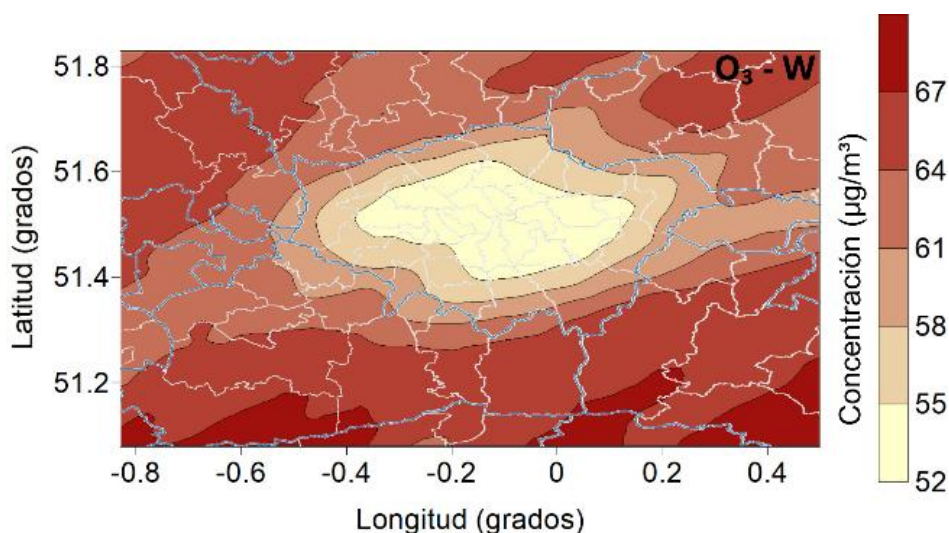 O₃ - W
Latitud (grados)
51.8
51.6
51.4
51.2
-0.8 -0.6 -0.4 -0.2 0 0.2 0.4
Longitud (grados)
Concentración (µg/m³)
67
64
61
58
55
52